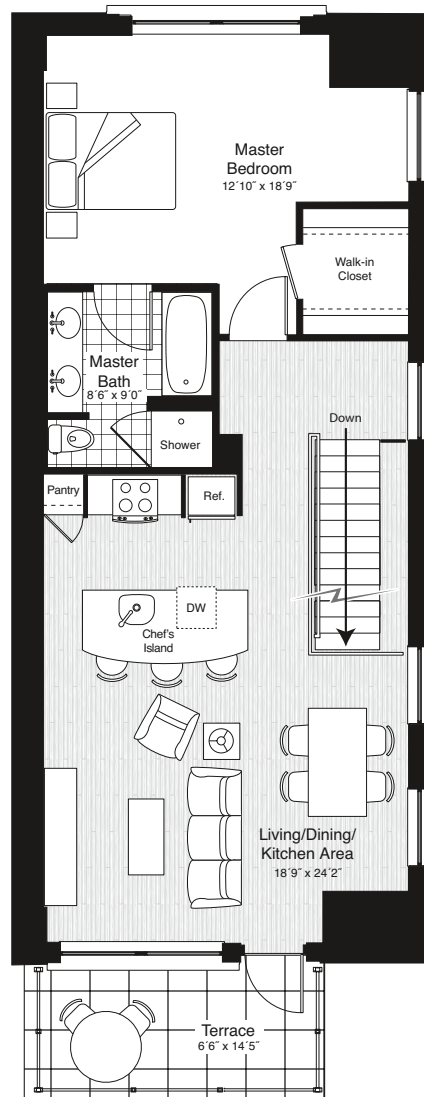 Master
Bedroom
12´10˝ x 18´9˝
Walk-in
Closet
Master
Bath
8´6˝ x 9´0˝
Down
Shower
Pantry
Ref.
DW
Chef's
Island
Living/Dining/
Kitchen Area
18´9˝ x 24´2˝
Terrace
6´6˝ x 14´5˝